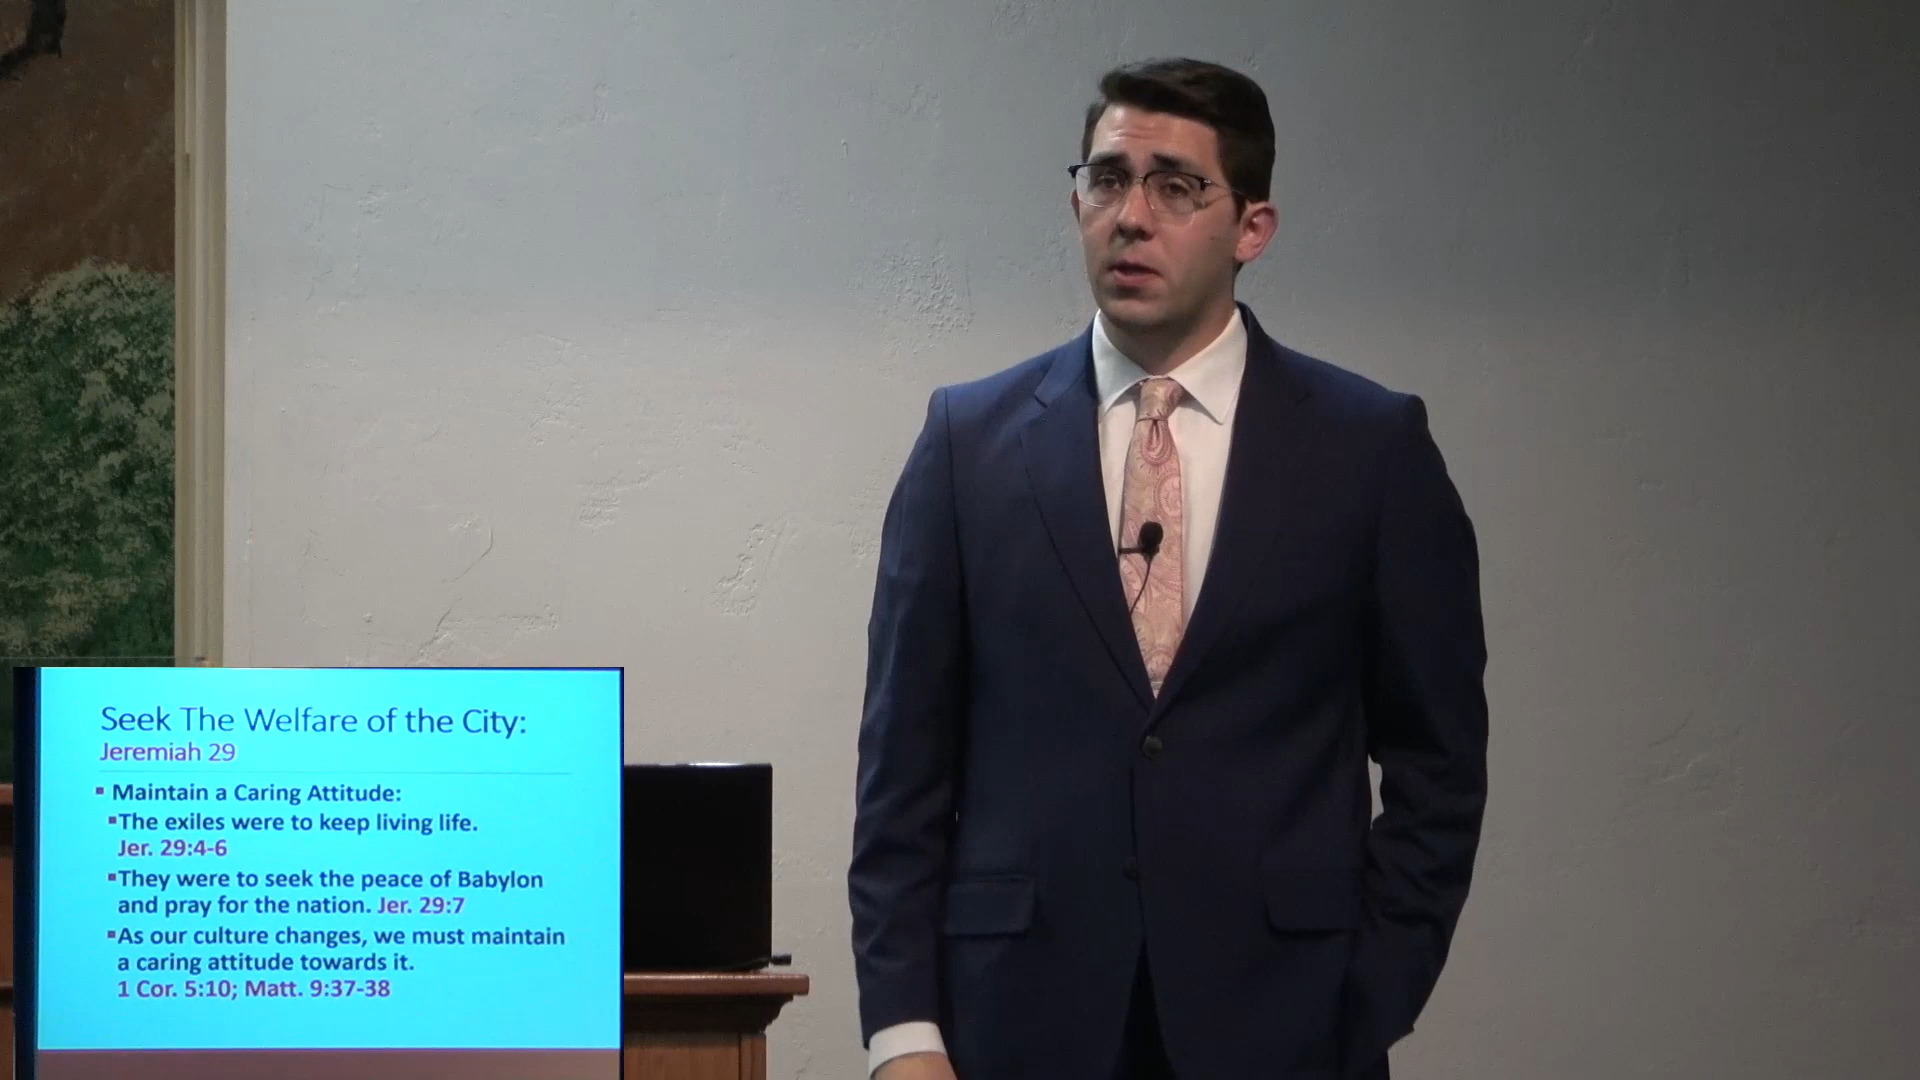 Seek The Welfare of the City:
Jeremiah 29
▪ Maintain a Caring Attitude:
▪The exiles were to keep living life.
Jer. 29:4-6
▪They were to seek the peace of Babylon
and pray for the nation. Jer. 29:7
▪As our culture changes, we must maintain
a caring attitude towards it.
1 Cor. 5:10; Matt. 9:37-38